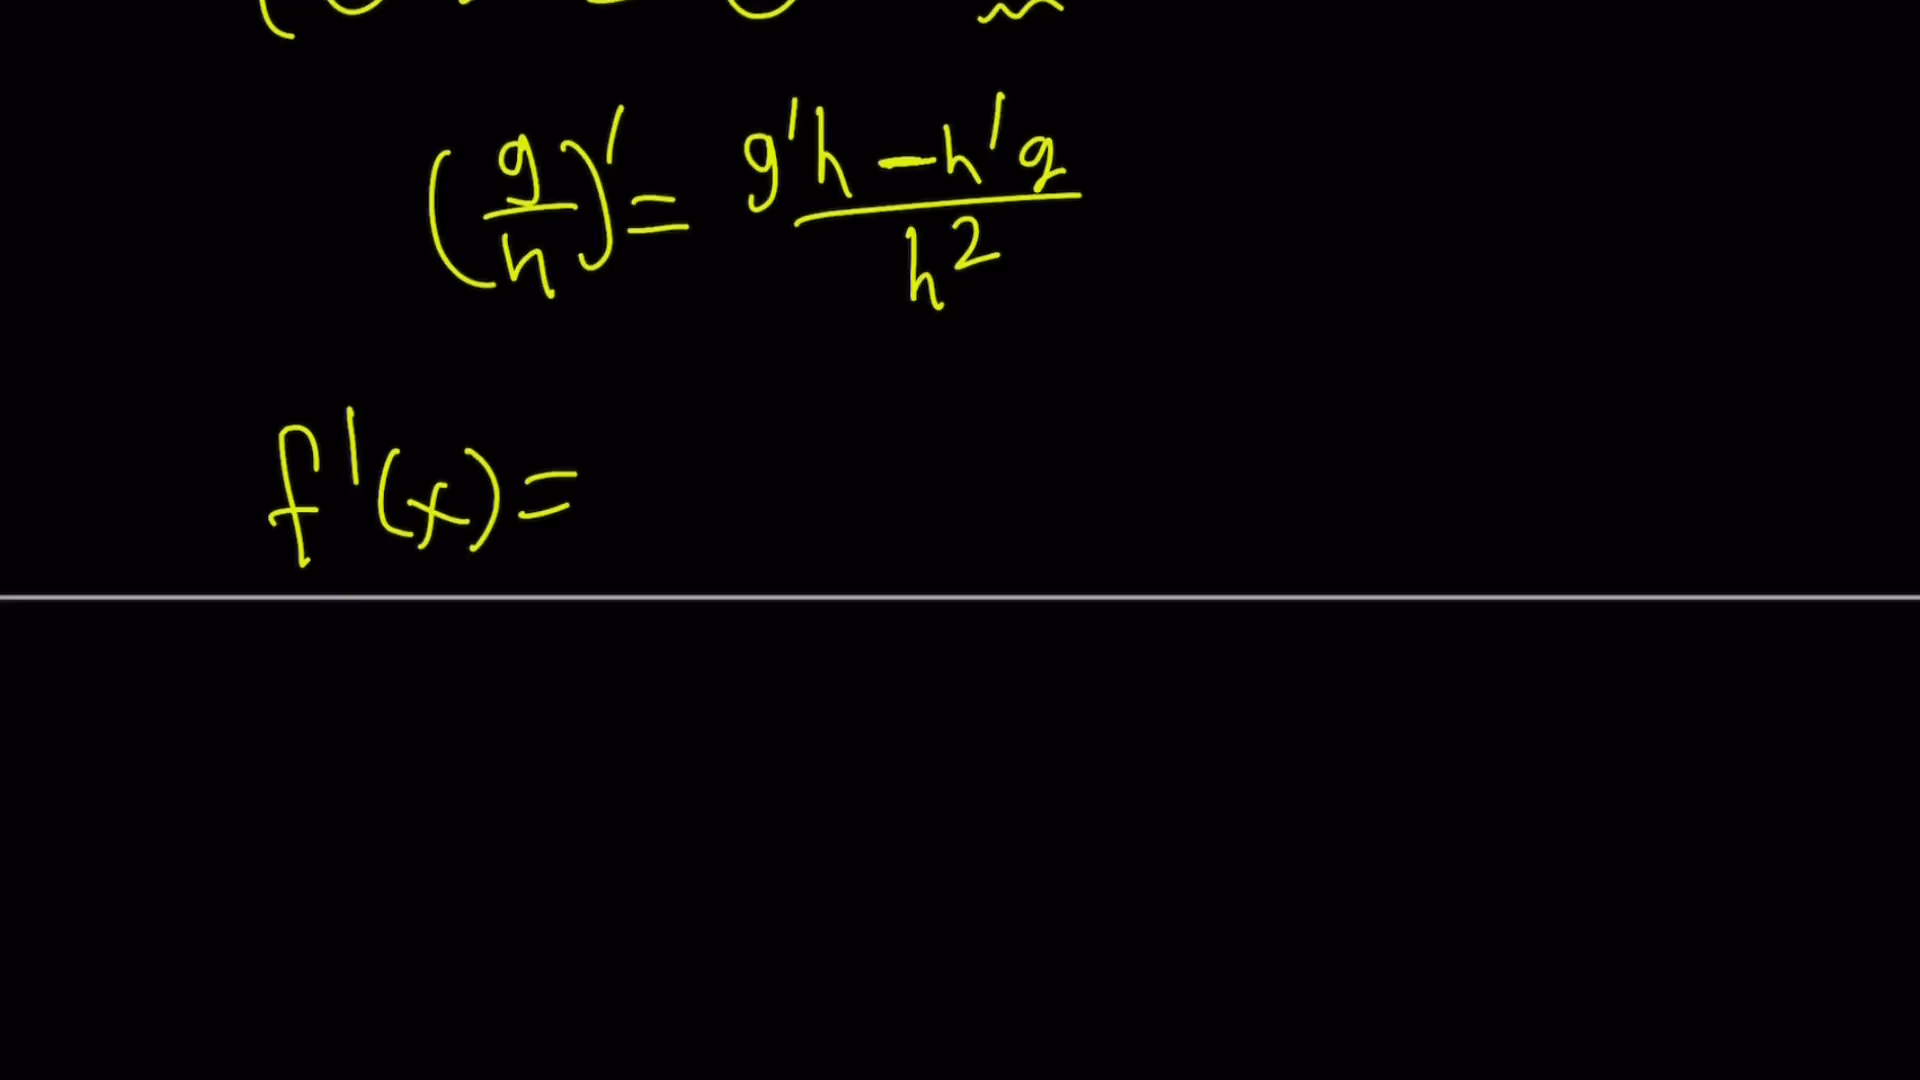 (g/h)' = g'h - h'g / h²
f'(x) =